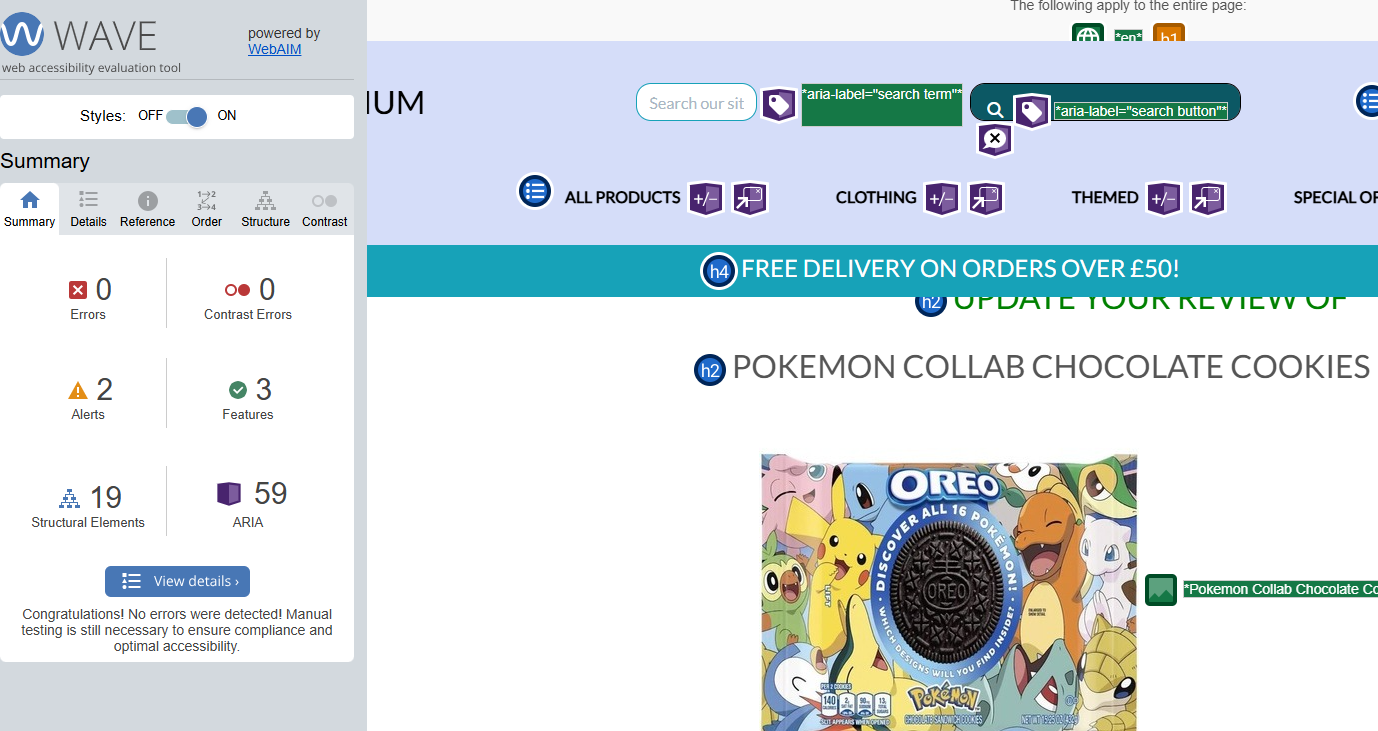 The following apply to the entire page:
*en* h1
WAVE
powered by
WebAIM
web accessibility evaluation tool
Styles: OFF ON
Summary
Summary Details Reference Order Structure Contrast
0 Errors
0 Contrast Errors
2 Alerts
3 Features
19 Structural Elements
59 ARIA
View details ›
Congratulations! No errors were detected! Manual
testing is still necessary to ensure compliance and
optimal accessibility.
IUM
Search our sit
*aria-label="search term"*
*aria-label="search button"*
ALL PRODUCTS +/- CLOTHING +/- THEMED +/- SPECIAL OF
h4 FREE DELIVERY ON ORDERS OVER £50!
h2 UPDATE YOUR REVIEW OF
h2 POKEMON COLLAB CHOCOLATE COOKIES
OREO
DISCOVER ALL 16 POKÉMON!
OREO
WHICH DESIGNS WILL YOU FIND INSIDE?
LIFT
PER 2 COOKIES
140
Pokémon
CHOCOLATE SANDWICH COOKIES
*Pokemon Collab Chocolate Co